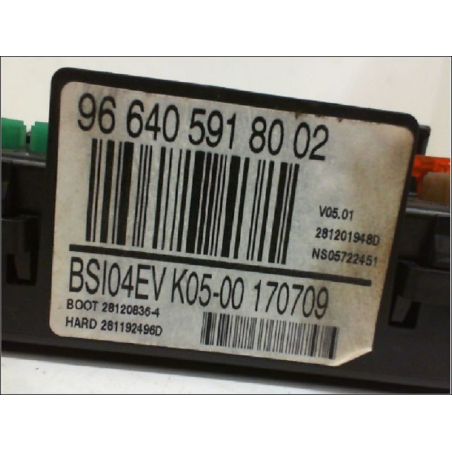 96 640 591 80 02
V05.01
281201948D
NS05722451
BSI04EV K05-00 170709
BOOT 28120836-4
HARD 281192496D